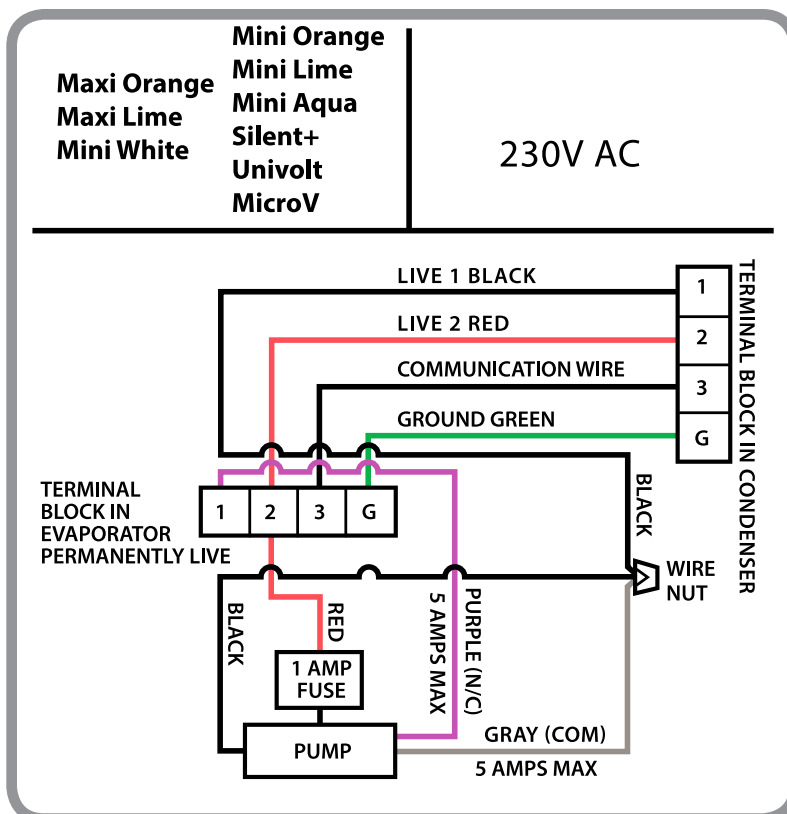 Maxi Orange
Maxi Lime
Mini White
Mini Orange
Mini Lime
Mini Aqua
Silent+
Univolt
MicroV
230V AC
LIVE 1 BLACK
LIVE 2 RED
COMMUNICATION WIRE
GROUND GREEN
1
2
3
G
TERMINAL BLOCK IN CONDENSER
TERMINAL
BLOCK IN
EVAPORATOR
PERMANENTLY LIVE
1 2 3 G
BLACK
WIRE
NUT
BLACK
RED
PURPLE (N/C)
5 AMPS MAX
1 AMP
FUSE
PUMP
GRAY (COM)
5 AMPS MAX